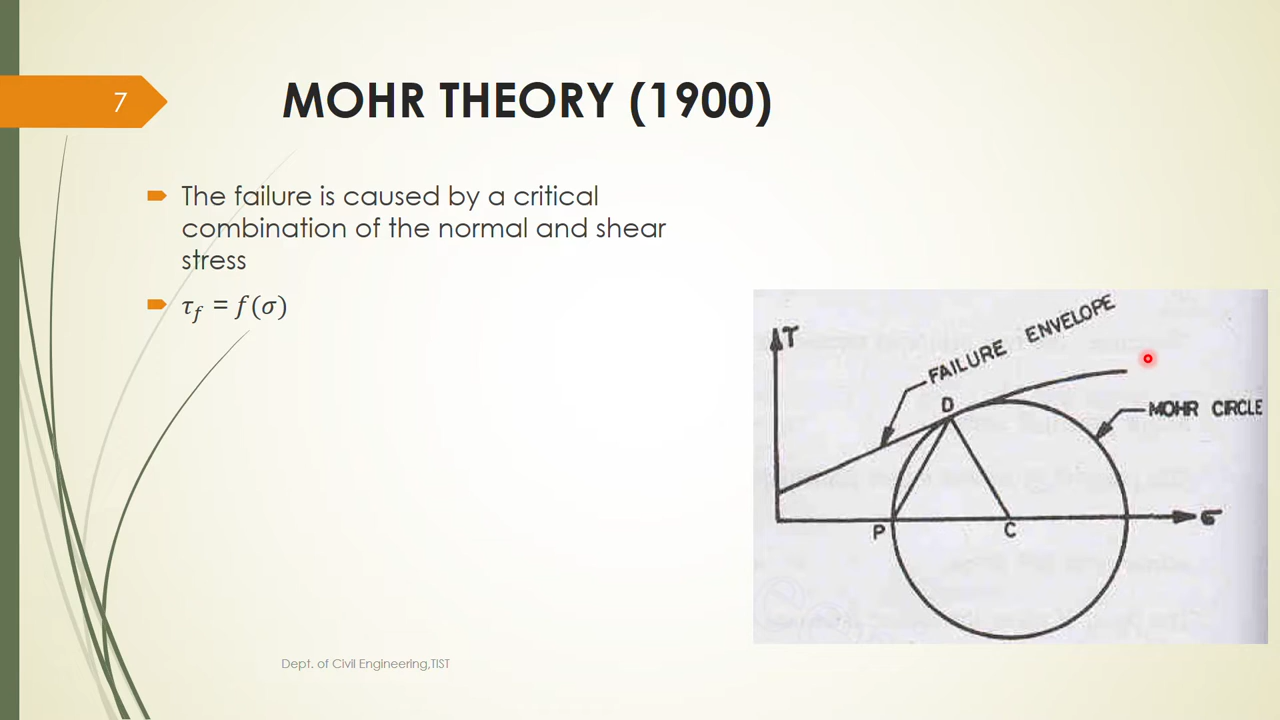 7
MOHR THEORY (1900)
The failure is caused by a critical
combination of the normal and shear
stress
τf = f(σ)
τ
FAILURE ENVELOPE
D
MOHR CIRCLE
P
C
σ
Dept. of Civil Engineering,TIST